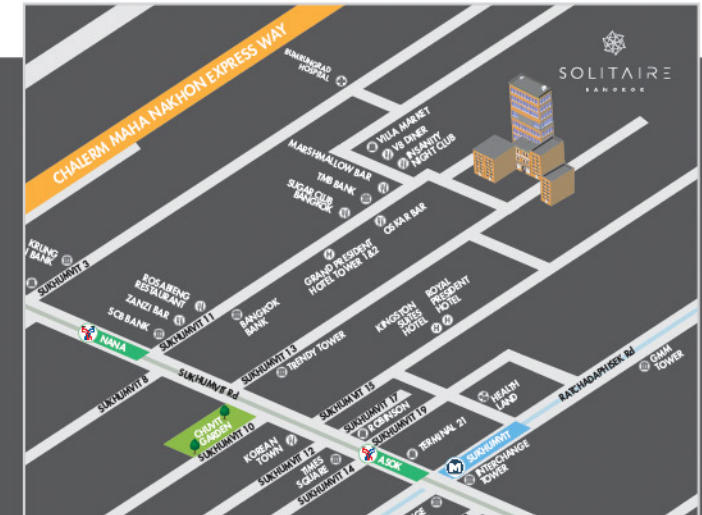 SOLITAIRE
BANGKOK
CHALERM MAHA NAKHON EXPRESS WAY
BUMRUNGRAD
HOSPITAL
VILLA MARKET
V8 DINER
INSANITY
NIGHT CLUB
MARSHMALLOW BAR
TMB BANK
SUGAR CLUB
BANGKOK
OSKAR BAR
GRAND PRESIDENT
HOTEL TOWER 1&2
KRUNG
I BANK
SUKHUMVIT 3
ROSABIENG
RESTAURANT
ZANZI BAR
SCB BANK
SUKHUMVIT 11
BANGKOK
BANK
KINGSTON
SUITES
HOTEL
ROYAL
PRESIDENT
HOTEL
NANA
SUKHUMVIT 13
TRENDY TOWER
SUKHUMVIT Rd
SUKHUMVIT 8
SUKHUMVIT 15
SUKHUMVIT 17
ROBINSON
SUKHUMVIT 19
TERMINAL 21
HEALTH
LAND
RATCHADAPHISEK Rd
GMM
TOWER
CHUVIT
GARDEN
SUKHUMVIT 10
KOREAN
TOWN
SUKHUMVIT 12
TIMES
SQUARE
SUKHUMVIT 14
ASOK
M
SUKHUMVIT
INTERCHANGE
TOWER